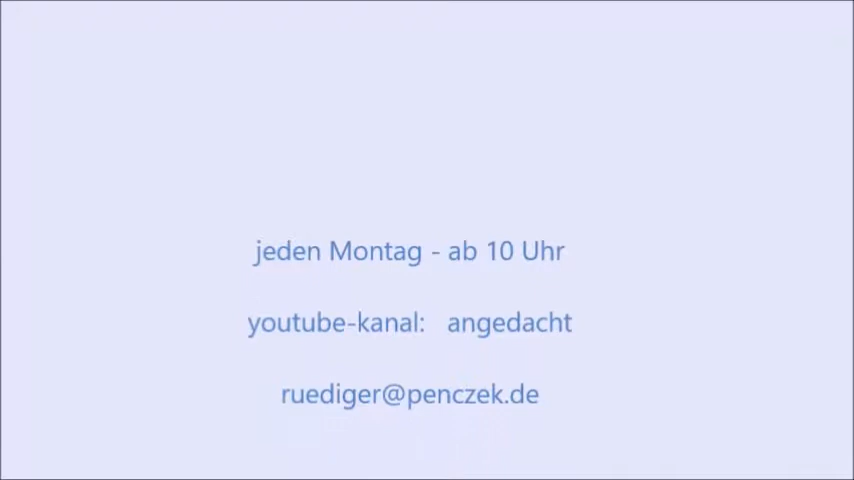 jeden Montag - ab 10 Uhr
youtube-kanal: angedacht
ruediger@penczek.de